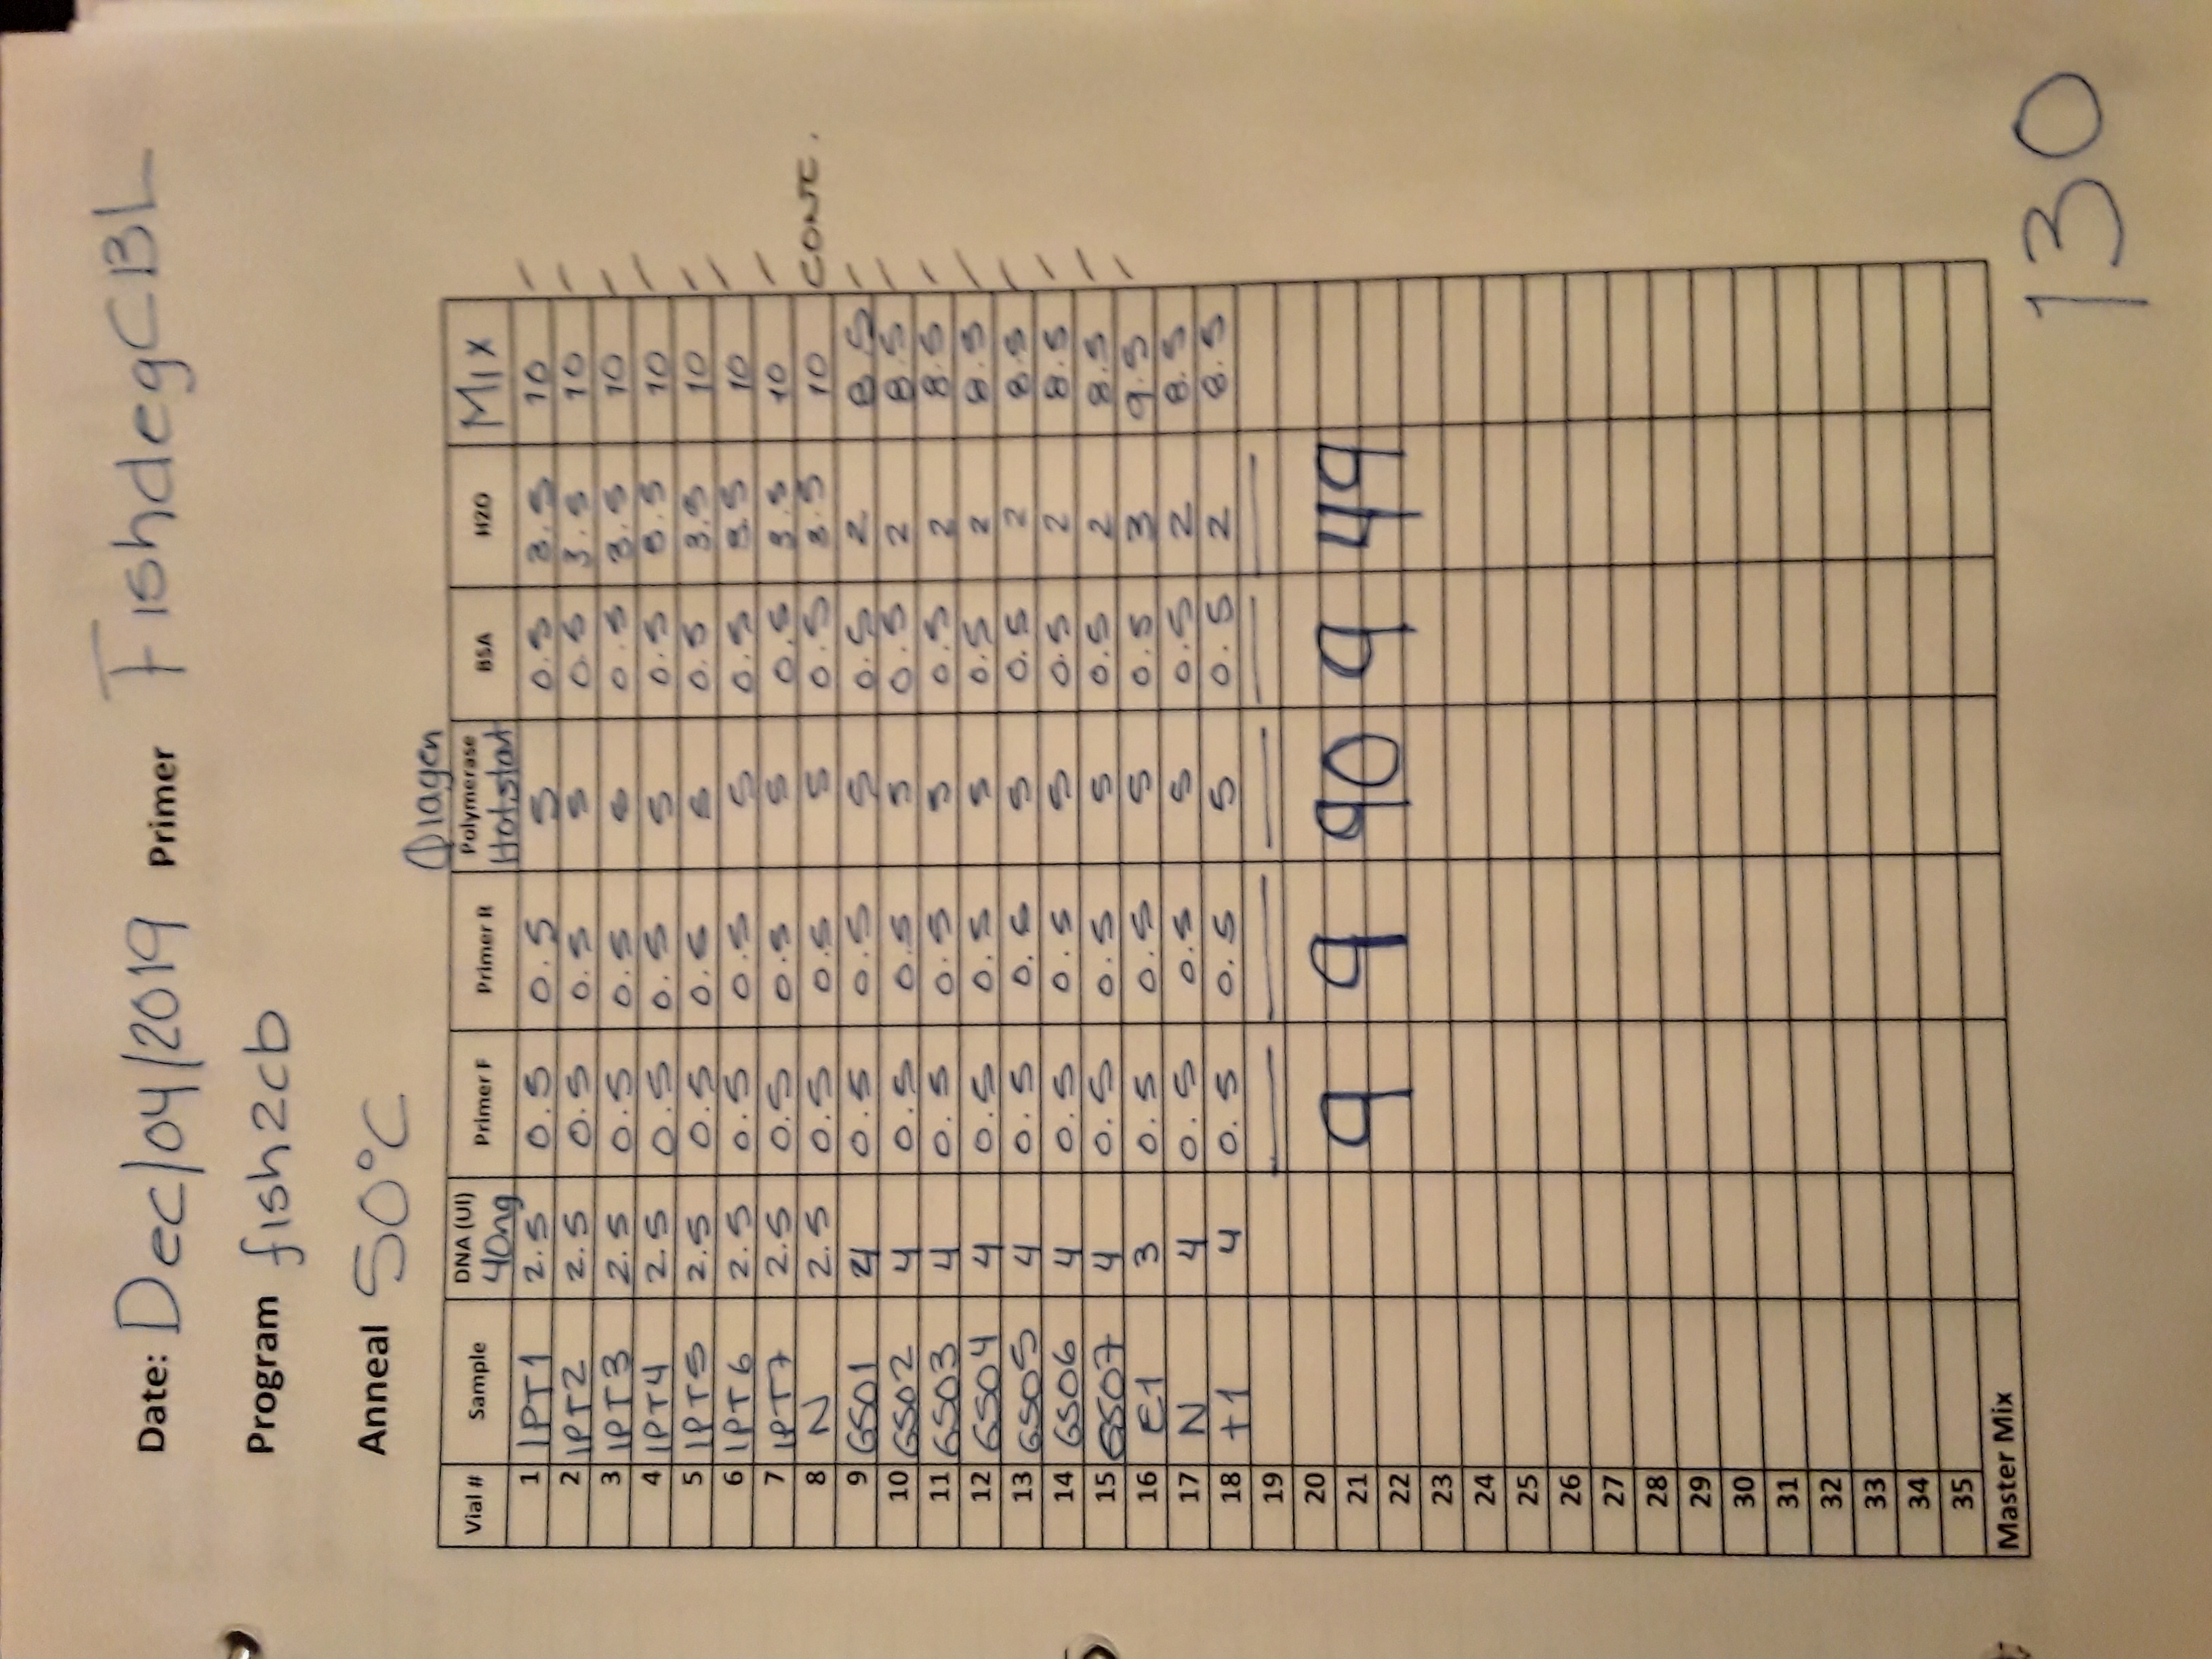 Date: Dec/04/2019 Primer FishdegCBL
Program fish2cb
Anneal 50°C
Qiagen
Vial # Sample DNA (Ul) 40ng Primer F Primer R Polymerase Hotstart BSA H2O Mix
1 IPT1 2.5 0.5 0.5 5 0.5 3.5 10
2 IPT2 2.5 0.5 0.5 5 0.5 3.5 10
3 IPT3 2.5 0.5 0.5 5 0.5 3.5 10
4 IPT4 2.5 0.5 0.5 5 0.5 3.5 10
5 IPT5 2.5 0.5 0.5 5 0.5 3.5 10
6 IPT6 2.5 0.5 0.5 5 0.5 3.5 10
7 IPT7 2.5 0.5 0.5 5 0.5 3.5 10
8 N 2.5 0.5 0.5 5 0.5 3.5 10
9 GS01 4 0.5 0.5 5 0.5 2 8.5
10 GS02 4 0.5 0.5 5 0.5 2 8.5
11 GS03 4 0.5 0.5 5 0.5 2 8.5
12 GS04 4 0.5 0.5 5 0.5 2 8.5
13 GS05 4 0.5 0.5 5 0.5 2 8.5
14 GS06 4 0.5 0.5 5 0.5 2 8.5
15 GS07 4 0.5 0.5 5 0.5 2 8.5
16 E1 3 0.5 0.5 5 0.5 3 9.5
17 N 4 0.5 0.5 5 0.5 2 8.5
18 +1 4 0.5 0.5 5 0.5 2 8.5
19
20
21 9 9 90 9 49
22
23
24
25
26
27
28
29
30
31
32
33
34
35
Master Mix
130